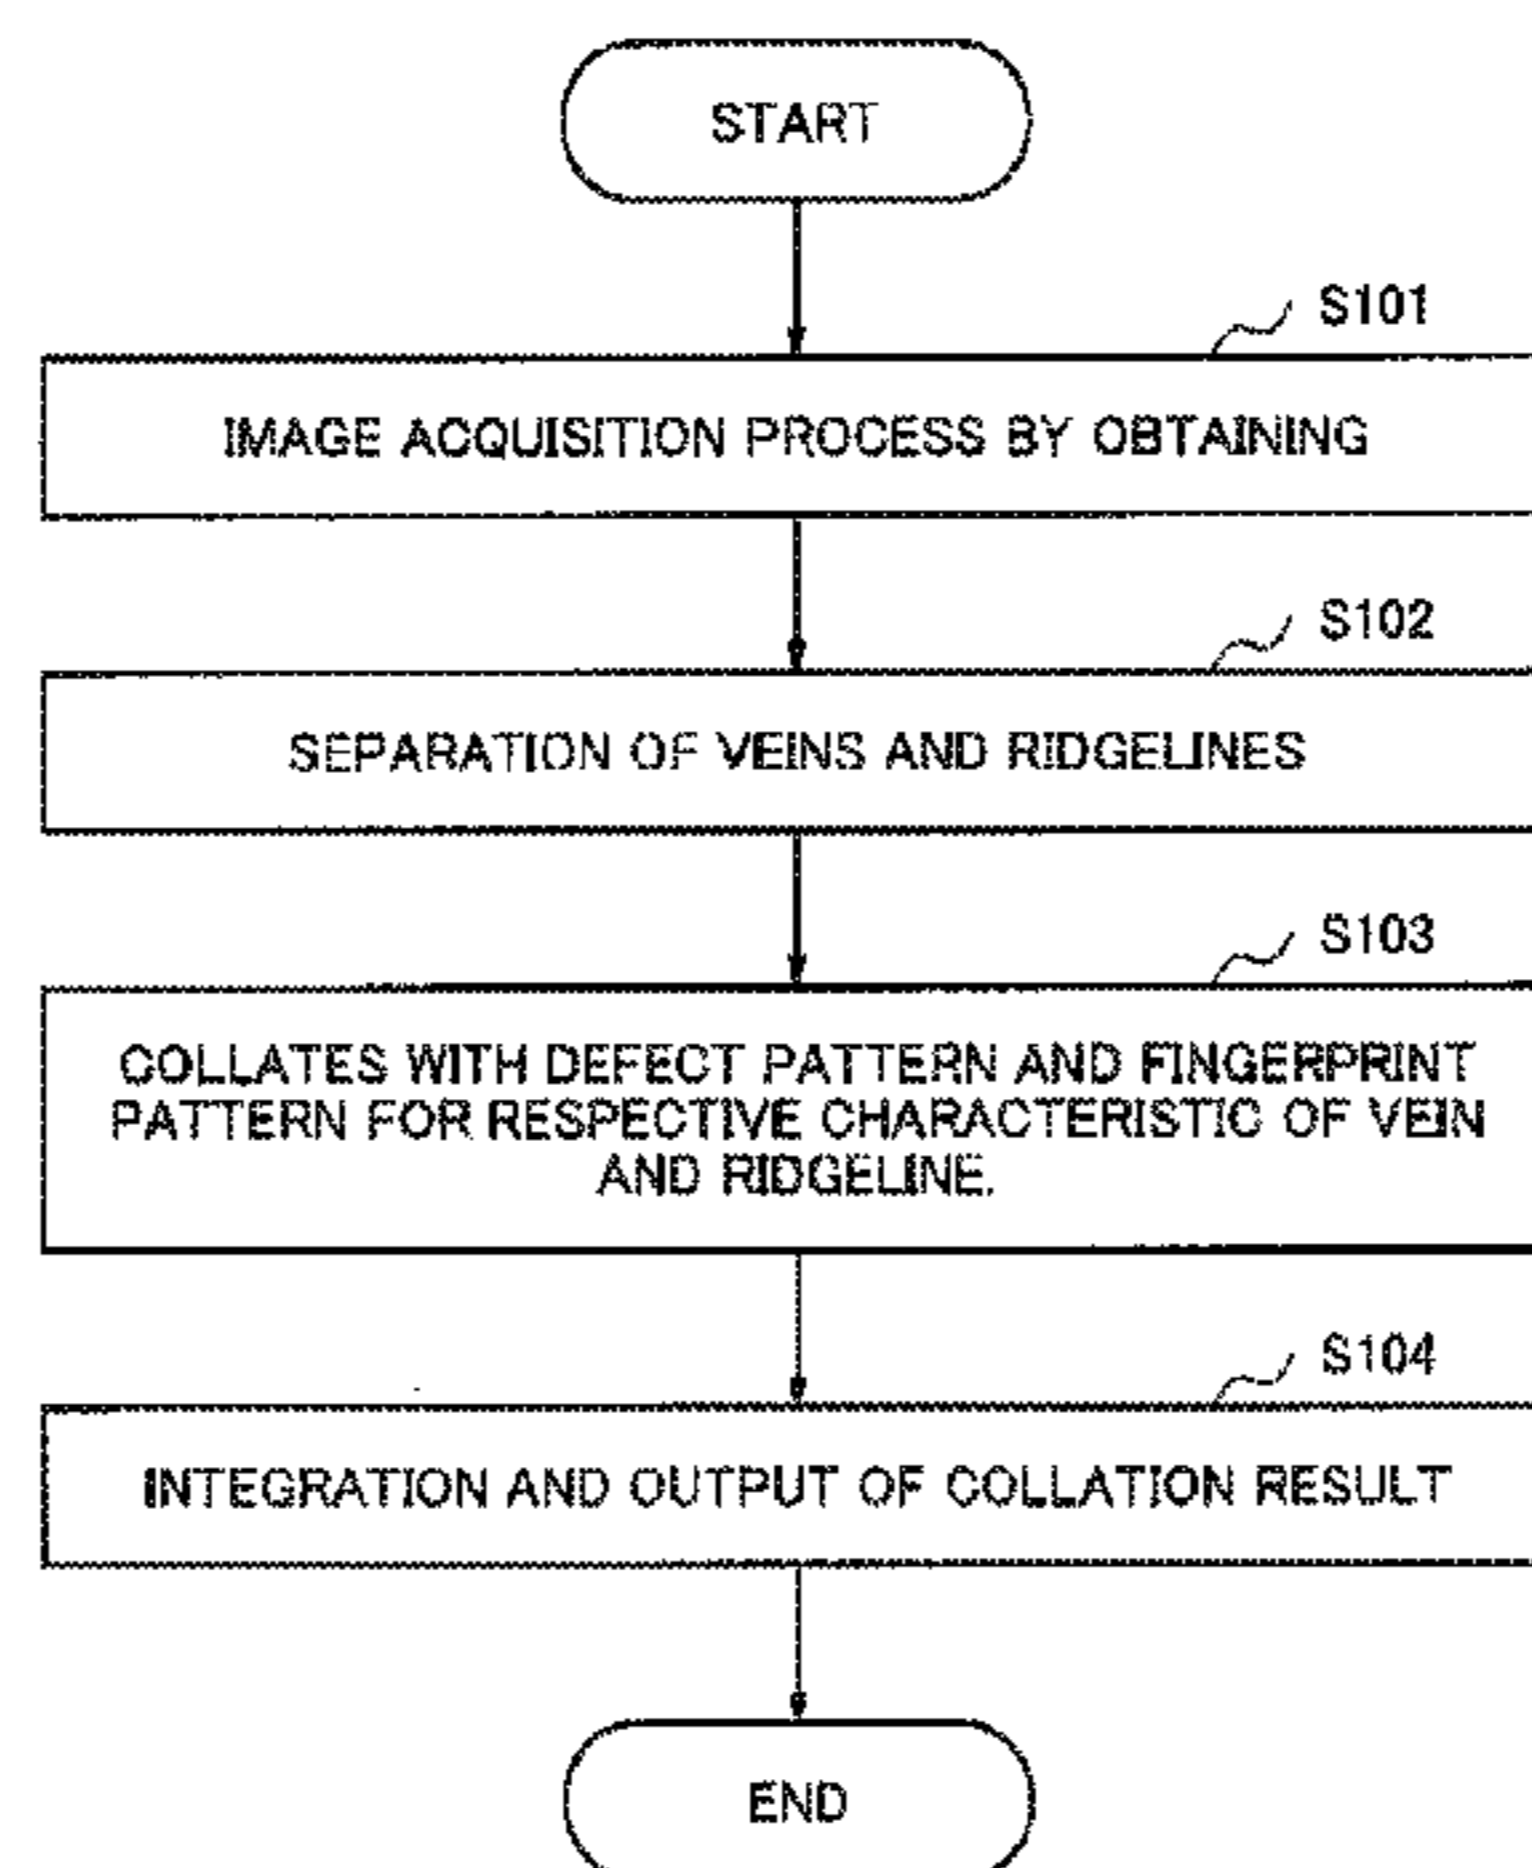 START
S101
IMAGE ACQUISITION PROCESS BY OBTAINING
S102
SEPARATION OF VEINS AND RIDGELINES
S103
COLLATES WITH DEFECT PATTERN AND FINGERPRINT
PATTERN FOR RESPECTIVE CHARACTERISTIC OF VEIN
AND RIDGELINE.
S104
INTEGRATION AND OUTPUT OF COLLATION RESULT
END